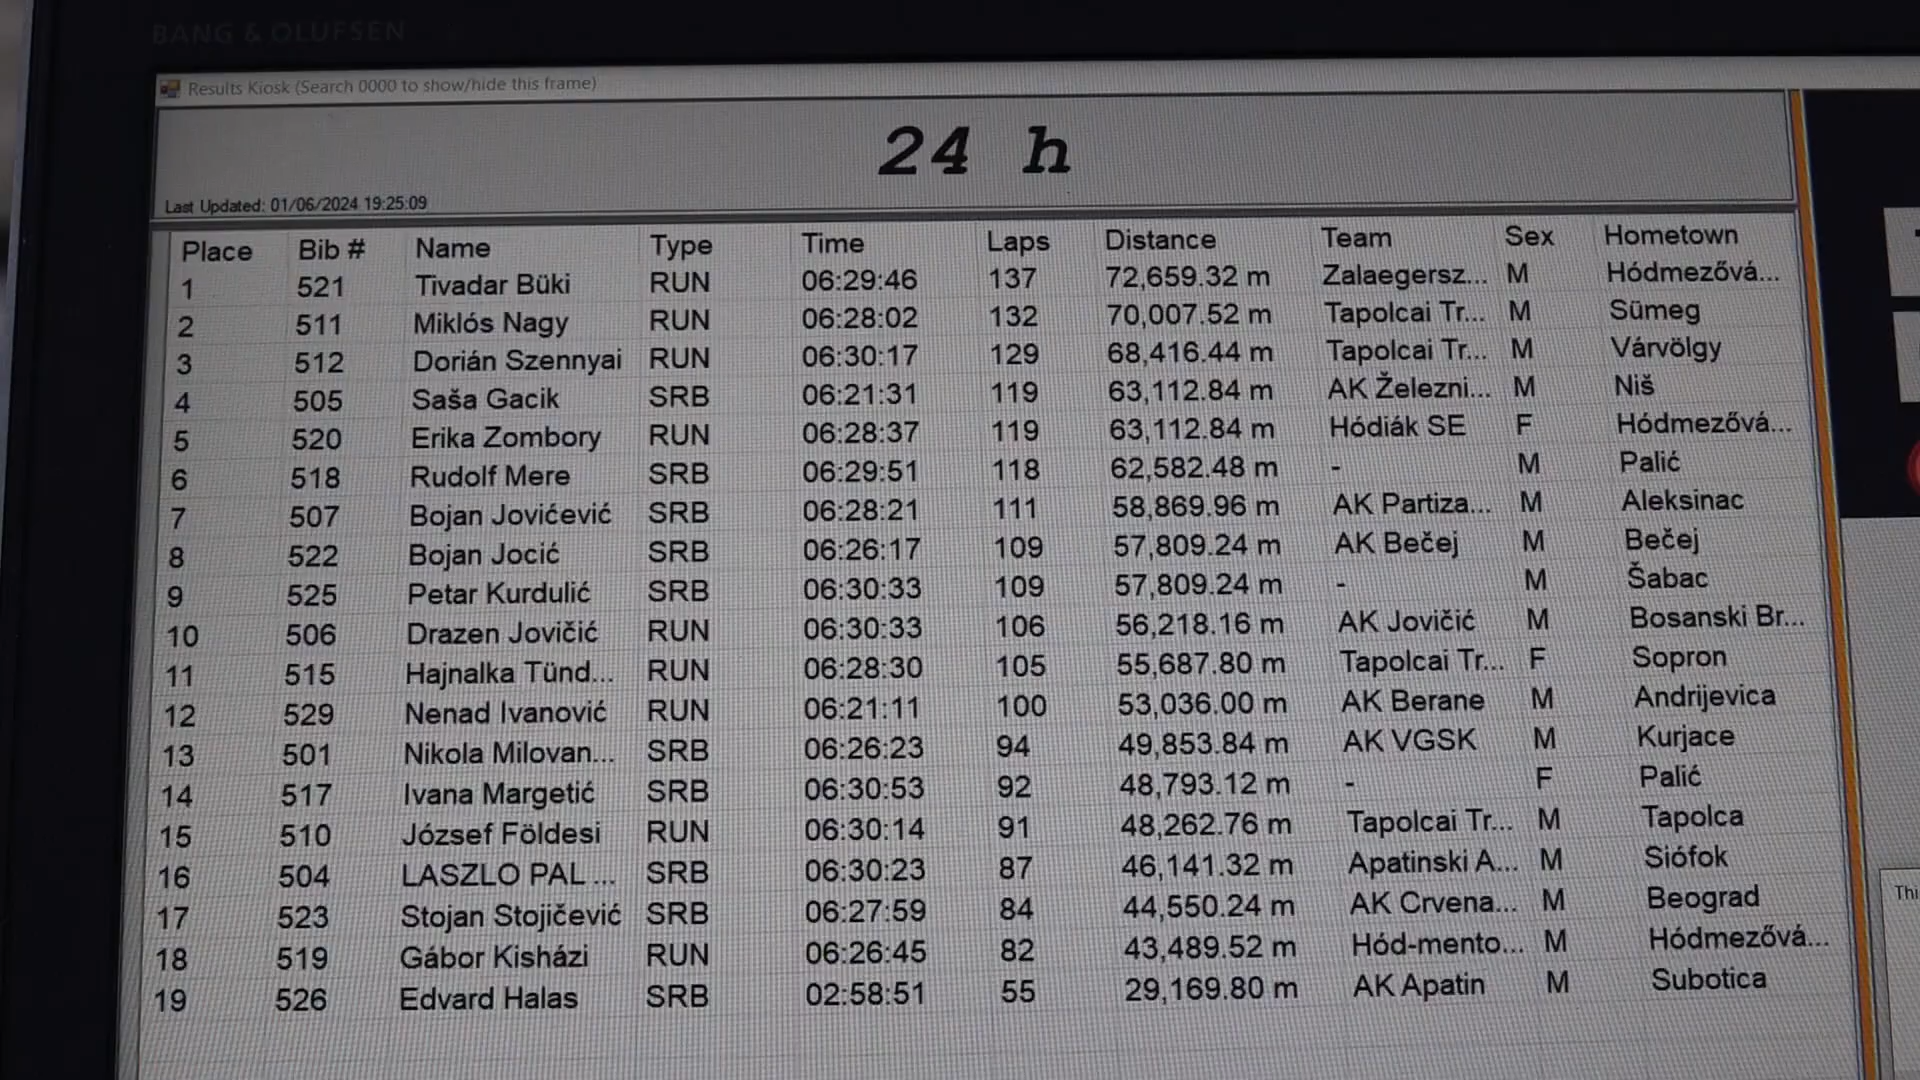 BANG & OLUFSEN
Results Kiosk (Search 0000 to show/hide this frame)
24 h
Last Updated: 01/06/2024 19:25:09
Place Bib # Name Type Time Laps Distance Team Sex Hometown
1 521 Tivadar Büki RUN 06:29:46 137 72,659.32 m Zalaegersz... M Hódmezővá...
2 511 Miklós Nagy RUN 06:28:02 132 70,007.52 m Tapolcai Tr... M Sümeg
3 512 Dorián Szennyai RUN 06:30:17 129 68,416.44 m Tapolcai Tr... M Várvölgy
4 505 Saša Gacik SRB 06:21:31 119 63,112.84 m AK Železni... M Niš
5 520 Erika Zombory RUN 06:28:37 119 63,112.84 m Hódiák SE F Hódmezővá...
6 518 Rudolf Mere SRB 06:29:51 118 62,582.48 m - M Palić
7 507 Bojan Jovićević SRB 06:28:21 111 58,869.96 m AK Partiza... M Aleksinac
8 522 Bojan Jocić SRB 06:26:17 109 57,809.24 m AK Bečej M Bečej
9 525 Petar Kurdulić SRB 06:30:33 109 57,809.24 m - M Šabac
10 506 Drazen Jovičić RUN 06:30:33 106 56,218.16 m AK Jovičić M Bosanski Br...
11 515 Hajnalka Tünd... RUN 06:28:30 105 55,687.80 m Tapolcai Tr... F Sopron
12 529 Nenad Ivanović RUN 06:21:11 100 53,036.00 m AK Berane M Andrijevica
13 501 Nikola Milovan... SRB 06:26:23 94 49,853.84 m AK VGSK M Kurjace
14 517 Ivana Margetić SRB 06:30:53 92 48,793.12 m - F Palić
15 510 József Földesi RUN 06:30:14 91 48,262.76 m Tapolcai Tr... M Tapolca
16 504 LASZLO PAL ... SRB 06:30:23 87 46,141.32 m Apatinski A... M Siófok
17 523 Stojan Stojičević SRB 06:27:59 84 44,550.24 m AK Crvena... M Beograd
18 519 Gábor Kisházi RUN 06:26:45 82 43,489.52 m Hód-mento... M Hódmezővá...
19 526 Edvard Halas SRB 02:58:51 55 29,169.80 m AK Apatin M Subotica